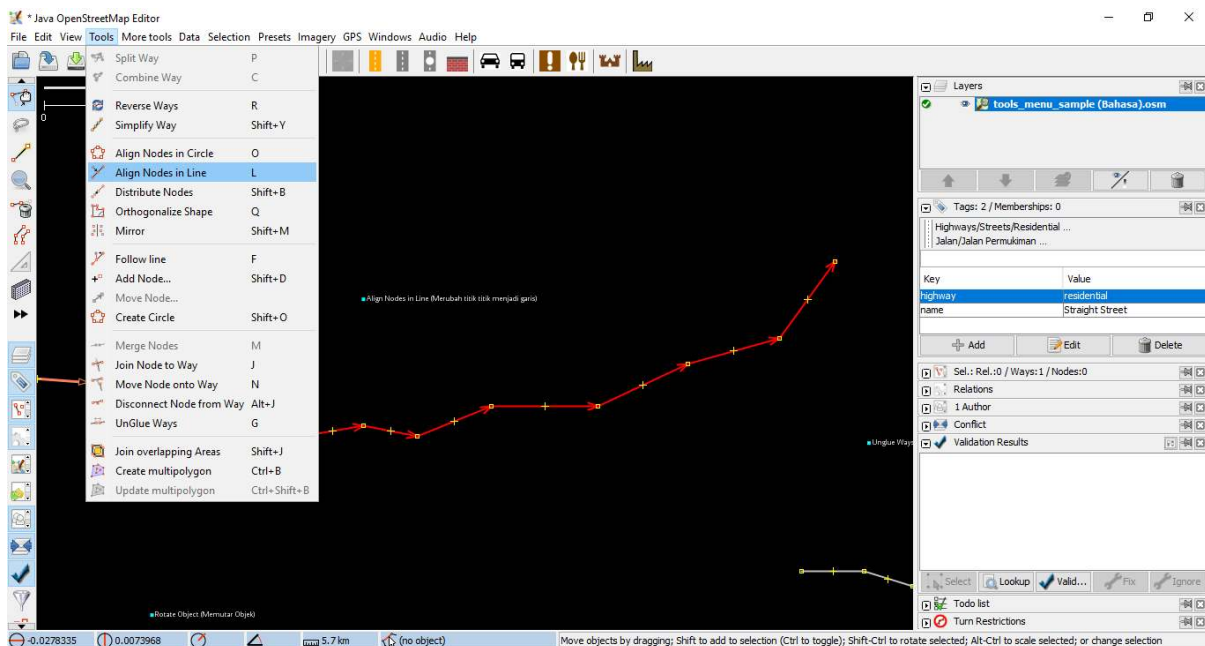 * Java OpenStreetMap Editor
File Edit View Tools More tools Data Selection Presets Imagery GPS Windows Audio Help
Split Way P
Combine Way C
Reverse Ways R
Simplify Way Shift+Y
Align Nodes in Circle O
Align Nodes in Line L
Distribute Nodes Shift+B
Orthogonalize Shape Q
Mirror Shift+M
Follow line F
Add Node... Shift+D
Move Node...
Create Circle Shift+O
Merge Nodes M
Join Node to Way J
Move Node onto Way N
Disconnect Node from Way Alt+J
UnGlue Ways G
Join overlapping Areas Shift+J
Create multipolygon Ctrl+B
Update multipolygon Ctrl+Shift+B
0
Align Nodes in Line (Merubah titik titik menjadi garis)
Unglue Ways
Rotate Object (Memutar Objek)
Layers
tools_menu_sample (Bahasa).osm
Tags: 2 / Memberships: 0
Highways/Streets/Residential ...
Jalan/Jalan Permukiman ...
Key Value
highway residential
name Straight Street
Add Edit Delete
Sel.: Rel.:0 / Ways:1 / Nodes:0
Relations
1 Author
Conflict
Validation Results
Select Lookup Valid... Fix Ignore
Todo list
Turn Restrictions
-0.0278335 0.0073968 5.7 km (no object) Move objects by dragging; Shift to add to selection (Ctrl to toggle); Shift-Ctrl to rotate selected; Alt-Ctrl to scale selected; or change selection